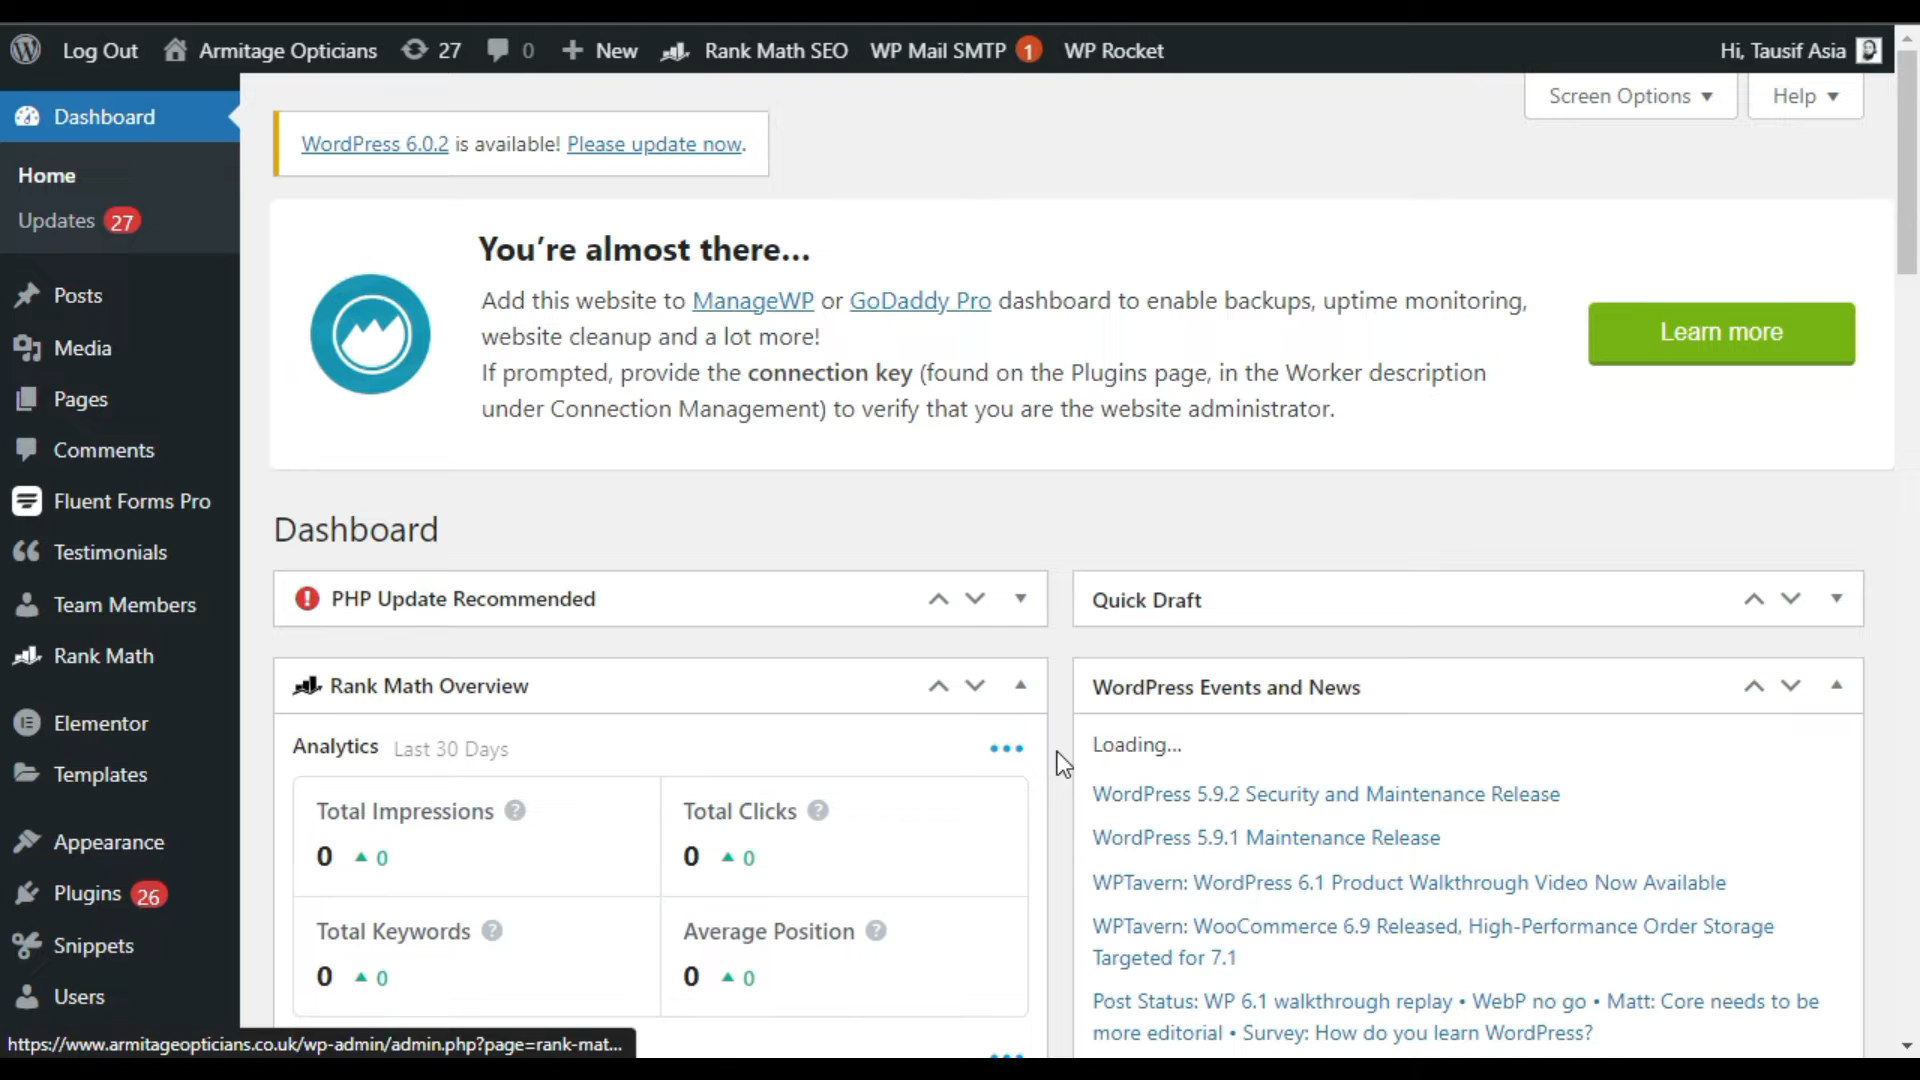 Log Out Armitage Opticians 27 0 New Rank Math SEO WP Mail SMTP 1 WP Rocket Hi, Tausif Asia
Screen Options Help
Dashboard
Home
Updates 27
Posts
Media
Pages
Comments
Fluent Forms Pro
Testimonials
Team Members
Rank Math
Elementor
Templates
Appearance
Plugins 26
Snippets
Users
WordPress 6.0.2 is available! Please update now.
You're almost there...
Add this website to ManageWP or GoDaddy Pro dashboard to enable backups, uptime monitoring,
website cleanup and a lot more!
If prompted, provide the connection key (found on the Plugins page, in the Worker description
under Connection Management) to verify that you are the website administrator.
Learn more
Dashboard
PHP Update Recommended
Rank Math Overview
Analytics Last 30 Days
Total Impressions ?
0 0
Total Clicks ?
0 0
Total Keywords ?
0 0
Average Position ?
0 0
Quick Draft
WordPress Events and News
Loading...
WordPress 5.9.2 Security and Maintenance Release
WordPress 5.9.1 Maintenance Release
WPTavern: WordPress 6.1 Product Walkthrough Video Now Available
WPTavern: WooCommerce 6.9 Released, High-Performance Order Storage
Targeted for 7.1
Post Status: WP 6.1 walkthrough replay • WebP no go • Matt: Core needs to be
more editorial • Survey: How do you learn WordPress?
https://www.armitageopticians.co.uk/wp-admin/admin.php?page=rank-mat...